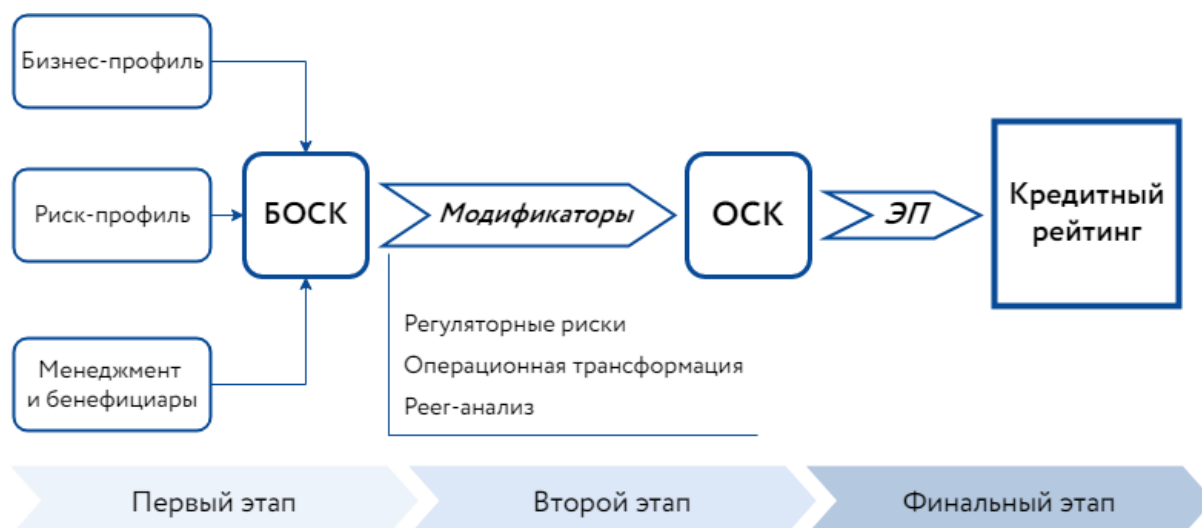 Бизнес-профиль
Риск-профиль
Менеджмент
и бенефициары
БОСК
Модификаторы
Регуляторные риски
Операционная трансформация
Peer-анализ
ОСК
ЭП
Кредитный
рейтинг
Первый этап
Второй этап
Финальный этап